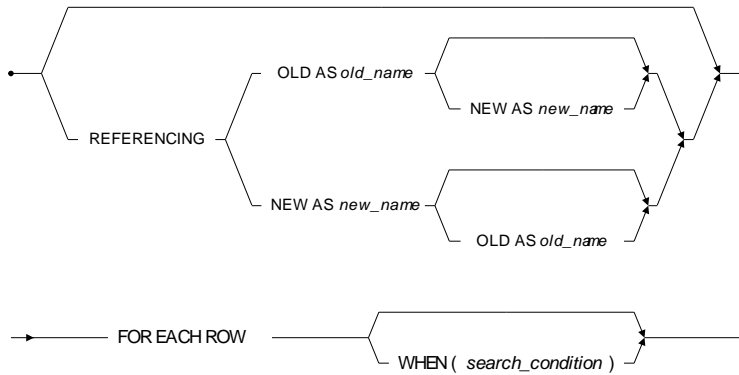 OLD AS old_name
NEW AS new_name
REFERENCING
NEW AS new_name
OLD AS old_name
FOR EACH ROW
WHEN ( search_condition )